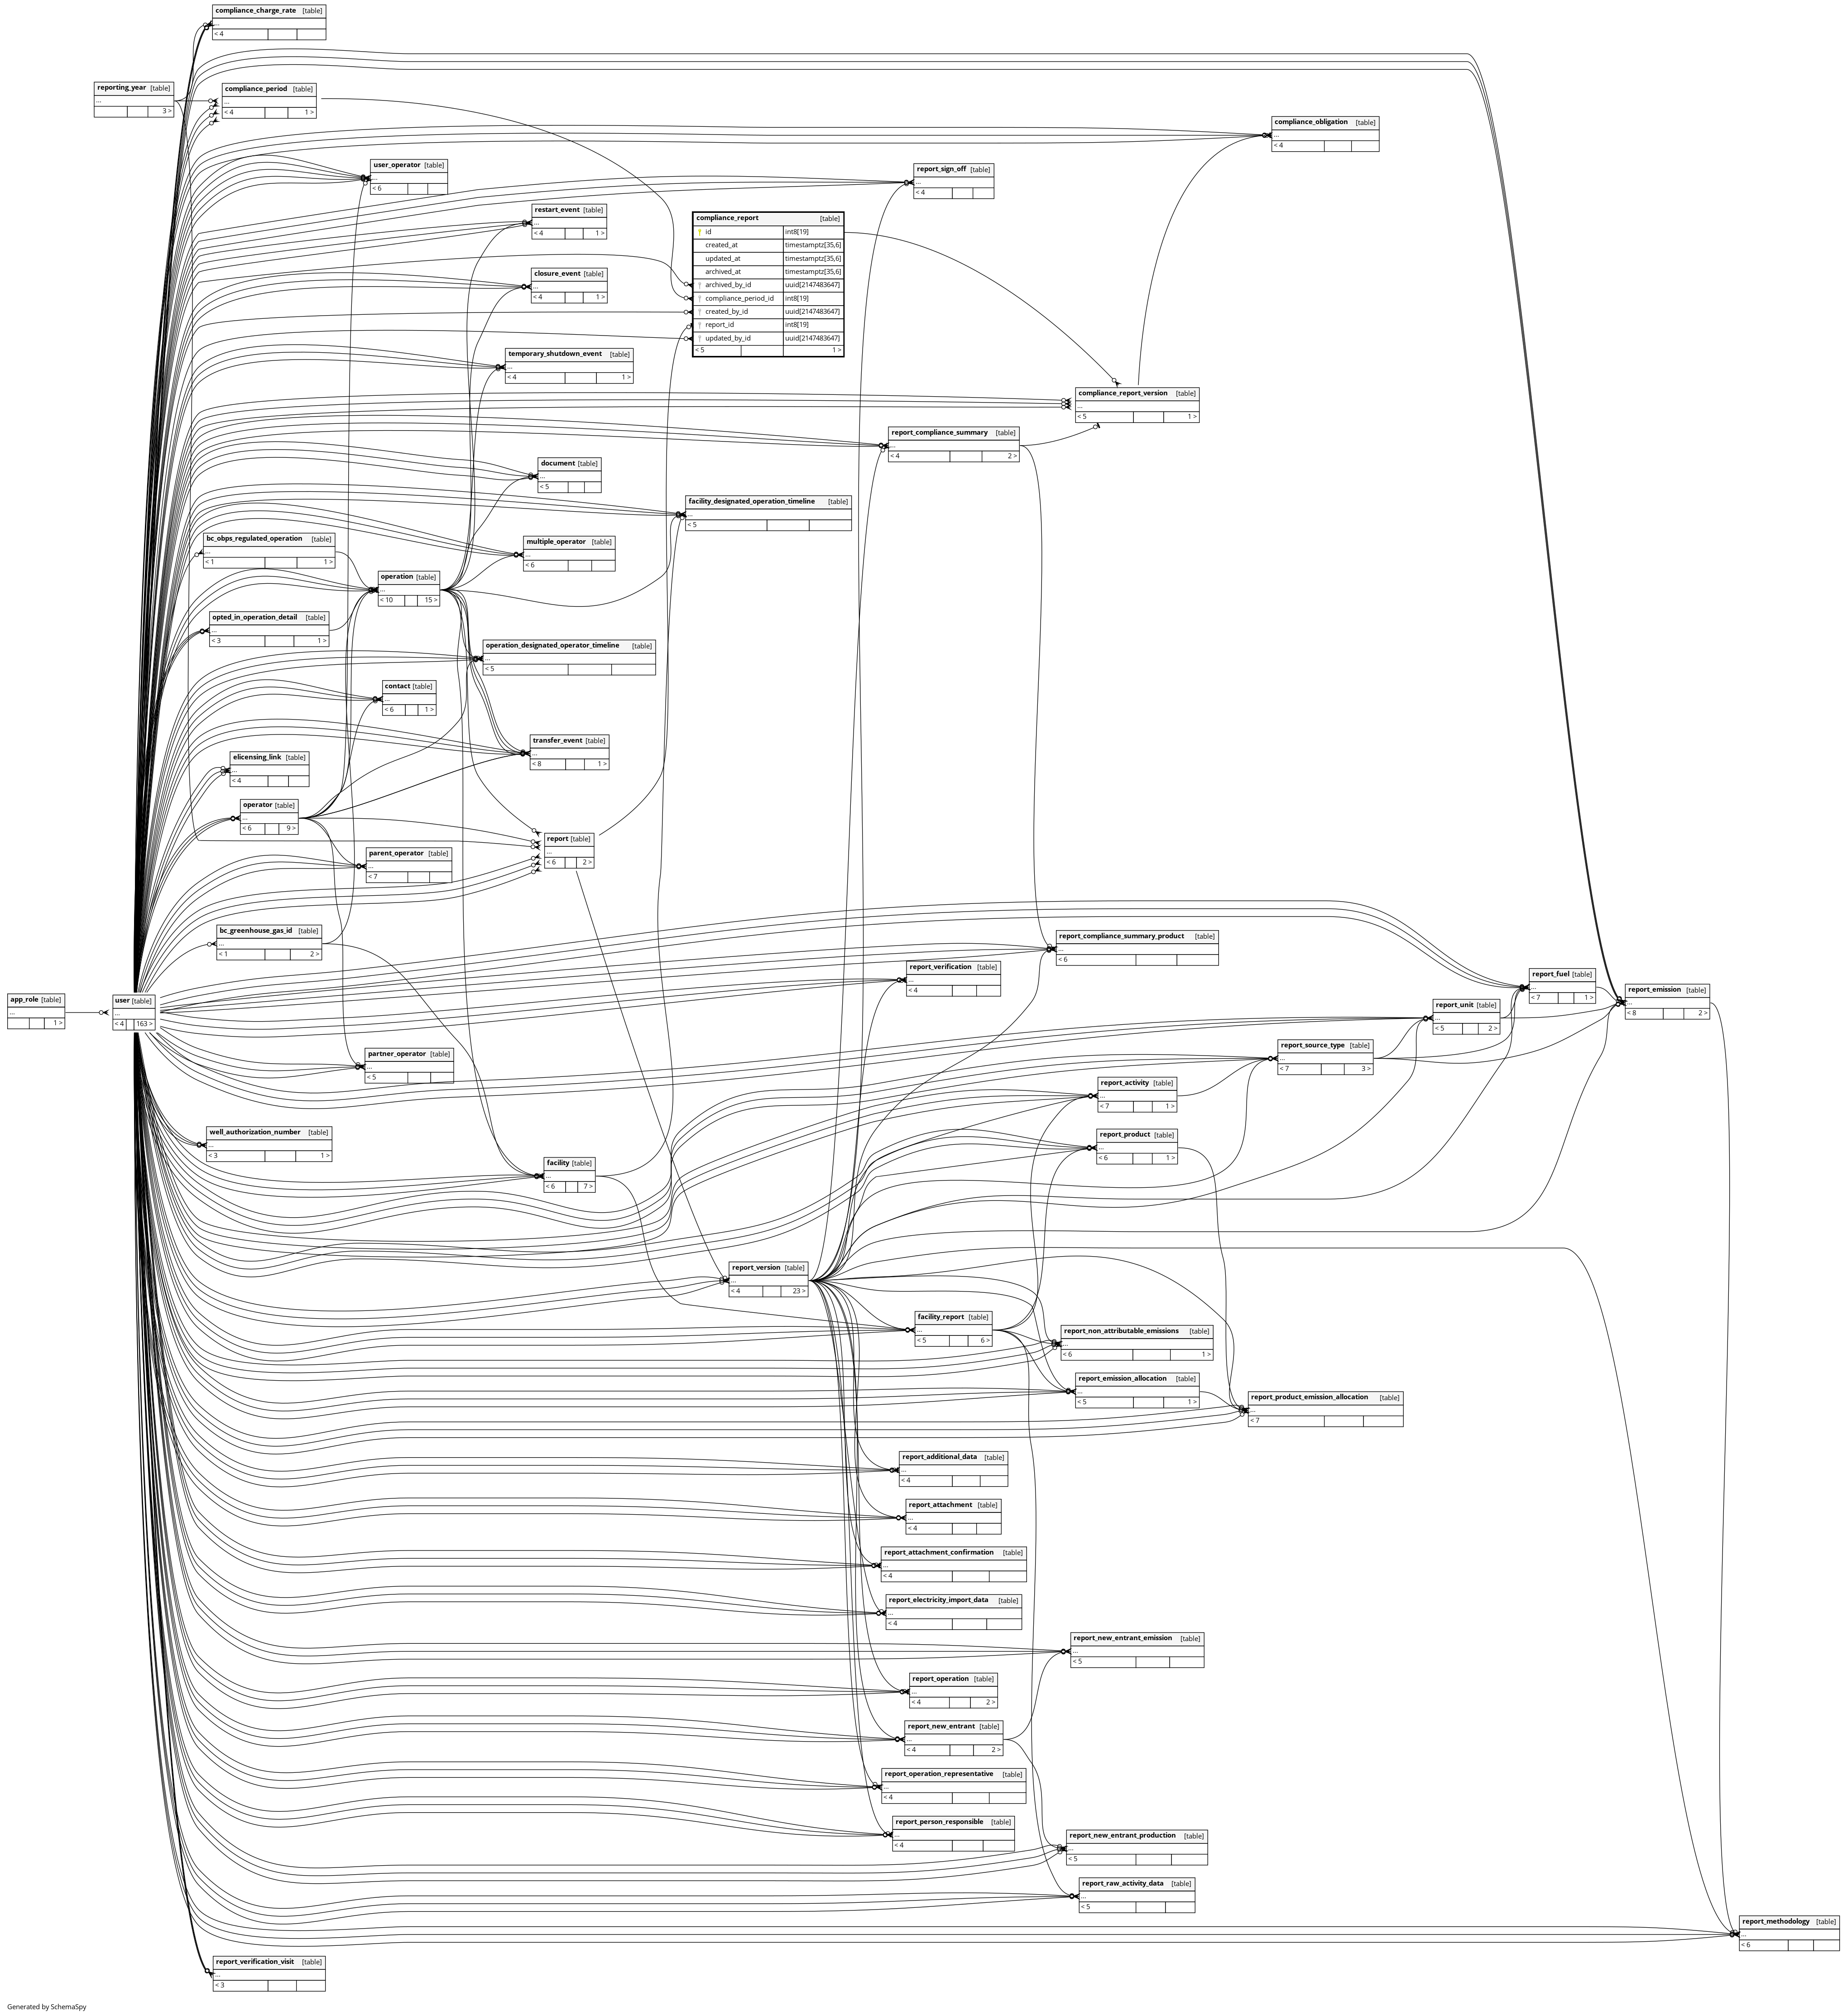 compliance_charge_rate [table]
...
< 4
reporting_year [table]
...
3 >
compliance_period [table]
...
< 4 1 >
compliance_obligation [table]
...
< 4
user_operator [table]
...
< 6
report_sign_off [table]
...
< 4
restart_event [table]
...
< 4 1 >
compliance_report [table]
id int8[19]
created_at timestamptz[35,6]
updated_at timestamptz[35,6]
archived_at timestamptz[35,6]
archived_by_id uuid[2147483647]
compliance_period_id int8[19]
created_by_id uuid[2147483647]
report_id int8[19]
updated_by_id uuid[2147483647]
< 5 1 >
closure_event [table]
...
< 4 1 >
temporary_shutdown_event [table]
...
< 4 1 >
compliance_report_version [table]
...
< 5 1 >
report_compliance_summary [table]
...
< 4 2 >
document [table]
...
< 5
facility_designated_operation_timeline [table]
...
< 5
bc_obps_regulated_operation [table]
...
< 1 1 >
multiple_operator [table]
...
< 6
operation [table]
...
< 10 15 >
opted_in_operation_detail [table]
...
< 3 1 >
operation_designated_operator_timeline [table]
...
< 5
contact [table]
...
< 6 1 >
transfer_event [table]
...
< 8 1 >
elicensing_link [table]
...
< 4
operator [table]
...
< 6 9 >
report [table]
...
< 6 2 >
parent_operator [table]
...
< 7
bc_greenhouse_gas_id [table]
...
< 1 2 >
report_compliance_summary_product [table]
...
< 6
report_verification [table]
...
< 4
report_fuel [table]
...
< 7 1 >
report_emission [table]
...
< 8 2 >
app_role [table]
...
1 >
user [table]
...
< 4 163 >
report_unit [table]
...
< 5 2 >
report_source_type [table]
...
< 7 3 >
partner_operator [table]
...
< 5
report_activity [table]
...
< 7 1 >
well_authorization_number [table]
...
< 3 1 >
report_product [table]
...
< 6 1 >
facility [table]
...
< 6 7 >
report_version [table]
...
< 4 23 >
facility_report [table]
...
< 5 6 >
report_non_attributable_emissions [table]
...
< 6 1 >
report_emission_allocation [table]
...
< 5 1 >
report_product_emission_allocation [table]
...
< 7
report_additional_data [table]
...
< 4
report_attachment [table]
...
< 4
report_attachment_confirmation [table]
...
< 4
report_electricity_import_data [table]
...
< 4
report_new_entrant_emission [table]
...
< 5
report_operation [table]
...
< 4 2 >
report_new_entrant [table]
...
< 4 2 >
report_operation_representative [table]
...
< 4
report_person_responsible [table]
...
< 4
report_new_entrant_production [table]
...
< 5
report_raw_activity_data [table]
...
< 5
report_methodology [table]
...
< 6
report_verification_visit [table]
...
< 3
Generated by SchemaSpy